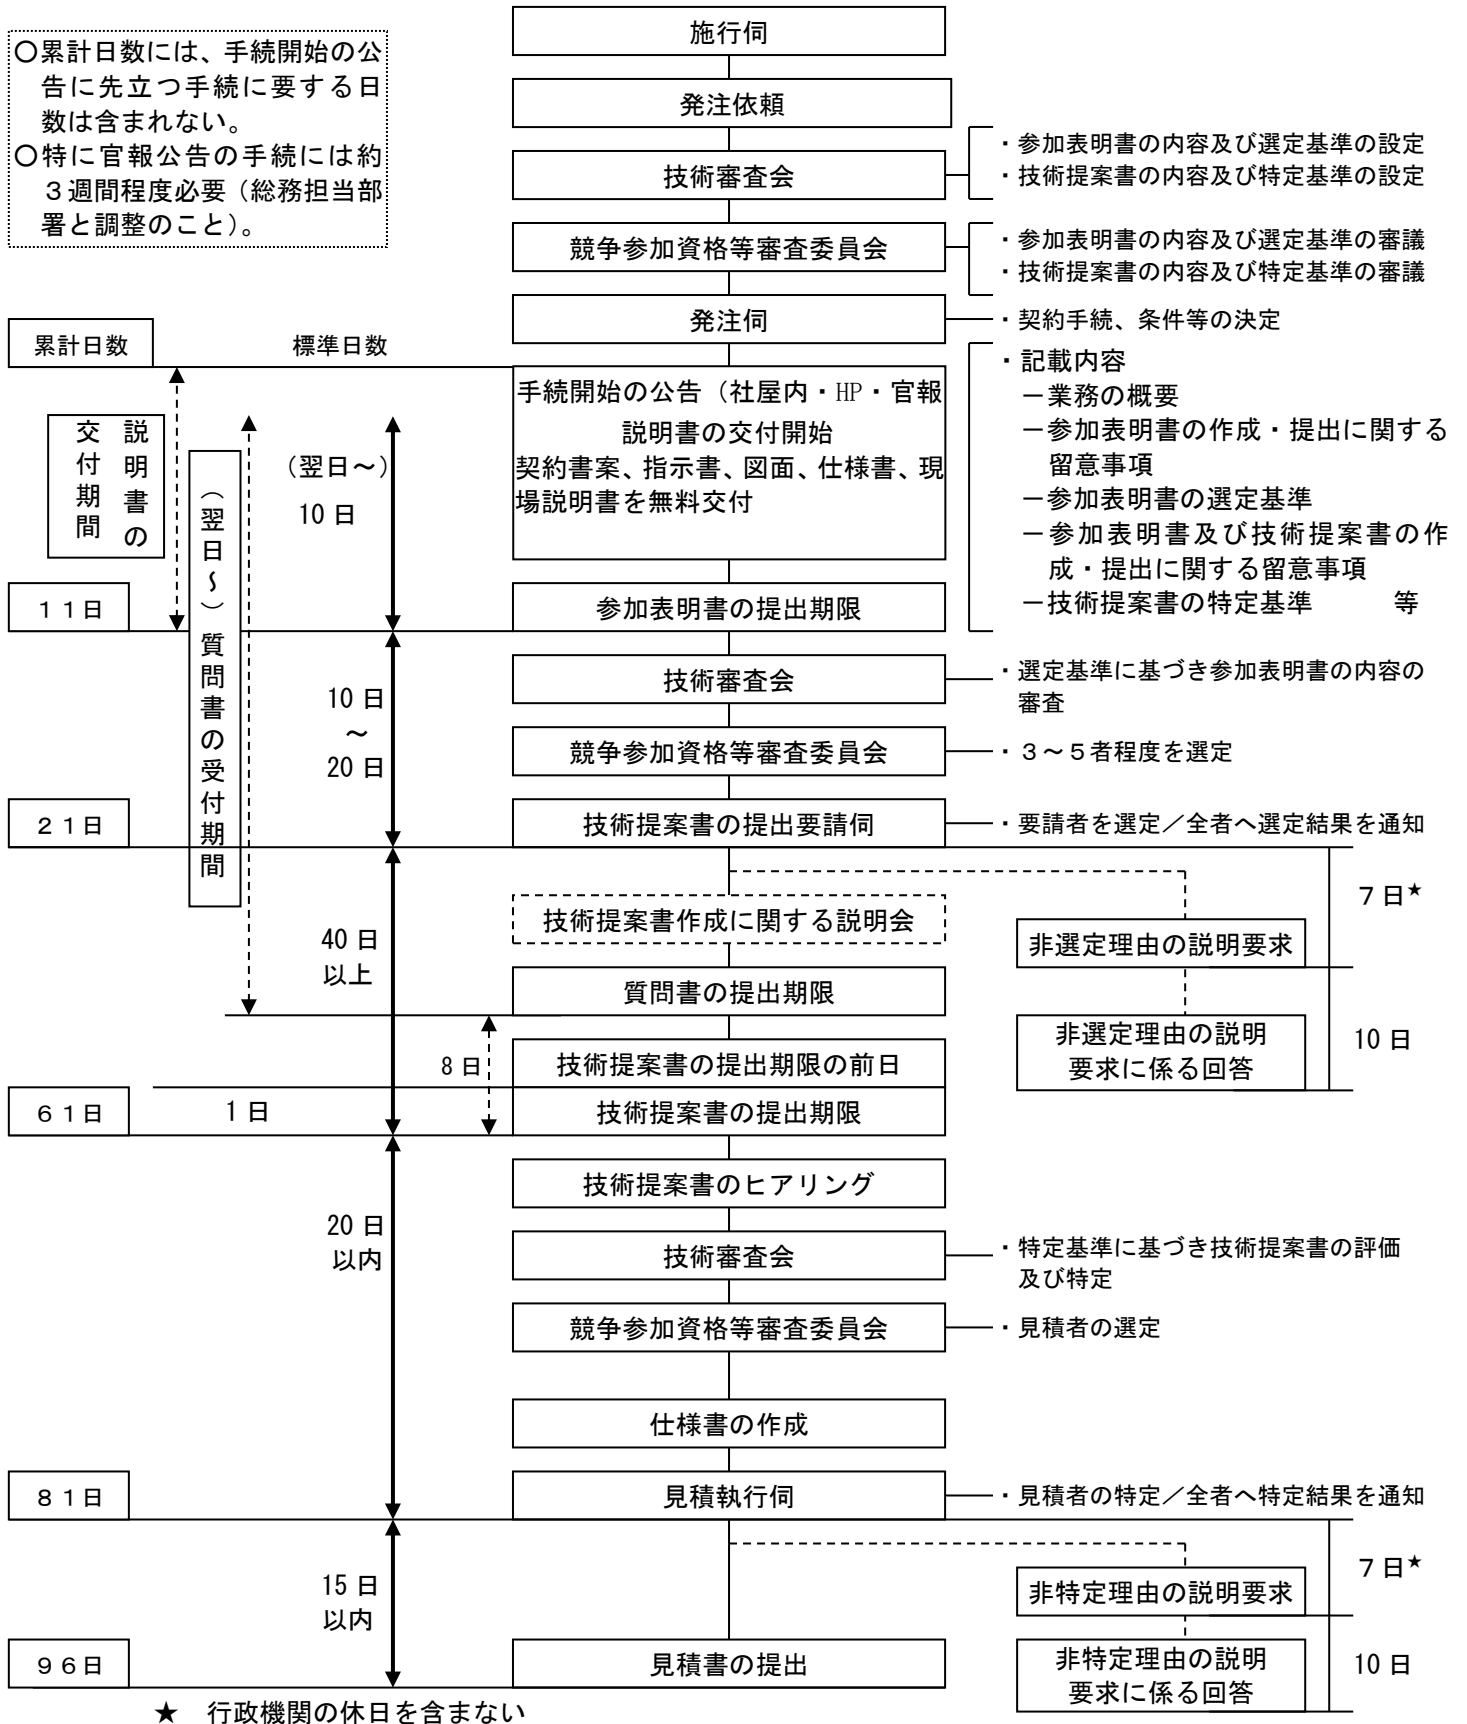 施行伺
〇累計日数には、手続開始の公
告に先立つ手続に要する日
数は含まれない。
〇特に官報公告の手続には約
３週間程度必要（総務担当部
署と調整のこと）。
発注依頼
技術審査会
・参加表明書の内容及び選定基準の設定
・技術提案書の内容及び特定基準の設定
競争参加資格等審査委員会
・参加表明書の内容及び選定基準の審議
・技術提案書の内容及び特定基準の審議
発注伺
・契約手続、条件等の決定
累計日数
標準日数
手続開始の公告（社屋内・HP・官報
説明書の交付開始
契約書案、指示書、図面、仕様書、現
場説明書を無料交付
・記載内容
－業務の概要
－参加表明書の作成・提出に関する
留意事項
－参加表明書の選定基準
－参加表明書及び技術提案書の作
成・提出に関する留意事項
－技術提案書の特定基準　　　等
説明書の
交付期間
（翌日～）質問書の受付期間
（翌日～）
10 日
１１日
参加表明書の提出期限
技術審査会
・選定基準に基づき参加表明書の内容の
審査
10 日
～
20 日
競争参加資格等審査委員会
・３～５者程度を選定
２１日
技術提案書の提出要請伺
・要請者を選定／全者へ選定結果を通知
７日★
技術提案書作成に関する説明会
非選定理由の説明要求
40 日
以上
質問書の提出期限
非選定理由の説明
要求に係る回答
10 日
8 日
技術提案書の提出期限の前日
６１日
1 日
技術提案書の提出期限
技術提案書のヒアリング
20 日
以内
技術審査会
・特定基準に基づき技術提案書の評価
及び特定
競争参加資格等審査委員会
・見積者の選定
仕様書の作成
８１日
見積執行伺
・見積者の特定／全者へ特定結果を通知
７日★
15 日
以内
非特定理由の説明要求
９６日
見積書の提出
非特定理由の説明
要求に係る回答
10 日
★　行政機関の休日を含まない